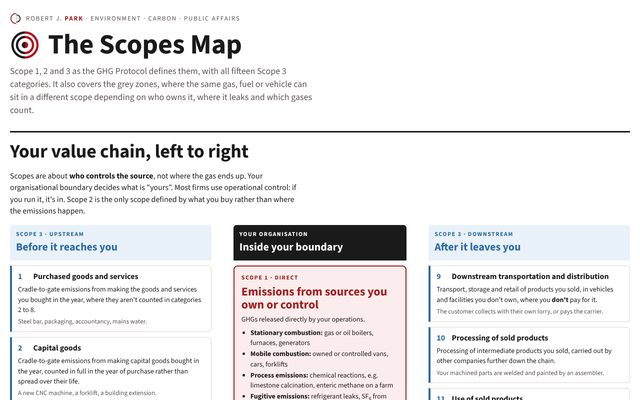 ROBERT J. PARK · ENVIRONMENT · CARBON · PUBLIC AFFAIRS
The Scopes Map
Scope 1, 2 and 3 as the GHG Protocol defines them, with all fifteen Scope 3
categories. It also covers the grey zones, where the same gas, fuel or vehicle can
sit in a different scope depending on who owns it, where it leaks and which gases
count.
Your value chain, left to right
Scopes are about who controls the source, not where the gas ends up. Your
organisational boundary decides what is "yours". Most firms use operational control: if
you run it, it's in. Scope 2 is the only scope defined by what you buy rather than where
the emissions happen.
SCOPE 3 · UPSTREAM
Before it reaches you
1 Purchased goods and services
Cradle-to-gate emissions from making the goods and services
you bought in the year, where they aren't counted in categories
2 to 8.
Steel bar, packaging, accountancy, mains water.
2 Capital goods
Cradle-to-gate emissions from making capital goods bought in
the year, counted in full in the year of purchase rather than
spread over their life.
A new CNC machine, a forklift, a building extension.
YOUR ORGANISATION
Inside your boundary
SCOPE 1 · DIRECT
Emissions from sources you
own or control
GHGs released directly by your operations.
• Stationary combustion: gas or oil boilers,
furnaces, generators
• Mobile combustion: owned or controlled vans,
cars, forklifts
• Process emissions: chemical reactions, e.g.
limestone calcination, enteric methane on a farm
• Fugitive emissions: refrigerant leaks, SF₆ from
SCOPE 3 · DOWNSTREAM
After it leaves you
9 Downstream transportation and distribution
Transport, storage and retail of products you sold, in vehicles
and facilities you don't own, where you don't pay for it.
The customer collects with their own lorry, or pays the carrier.
10 Processing of sold products
Processing of intermediate products you sold, carried out by
other companies further down the chain.
Your machined parts are welded and painted by an assembler.
11 Use of sold products